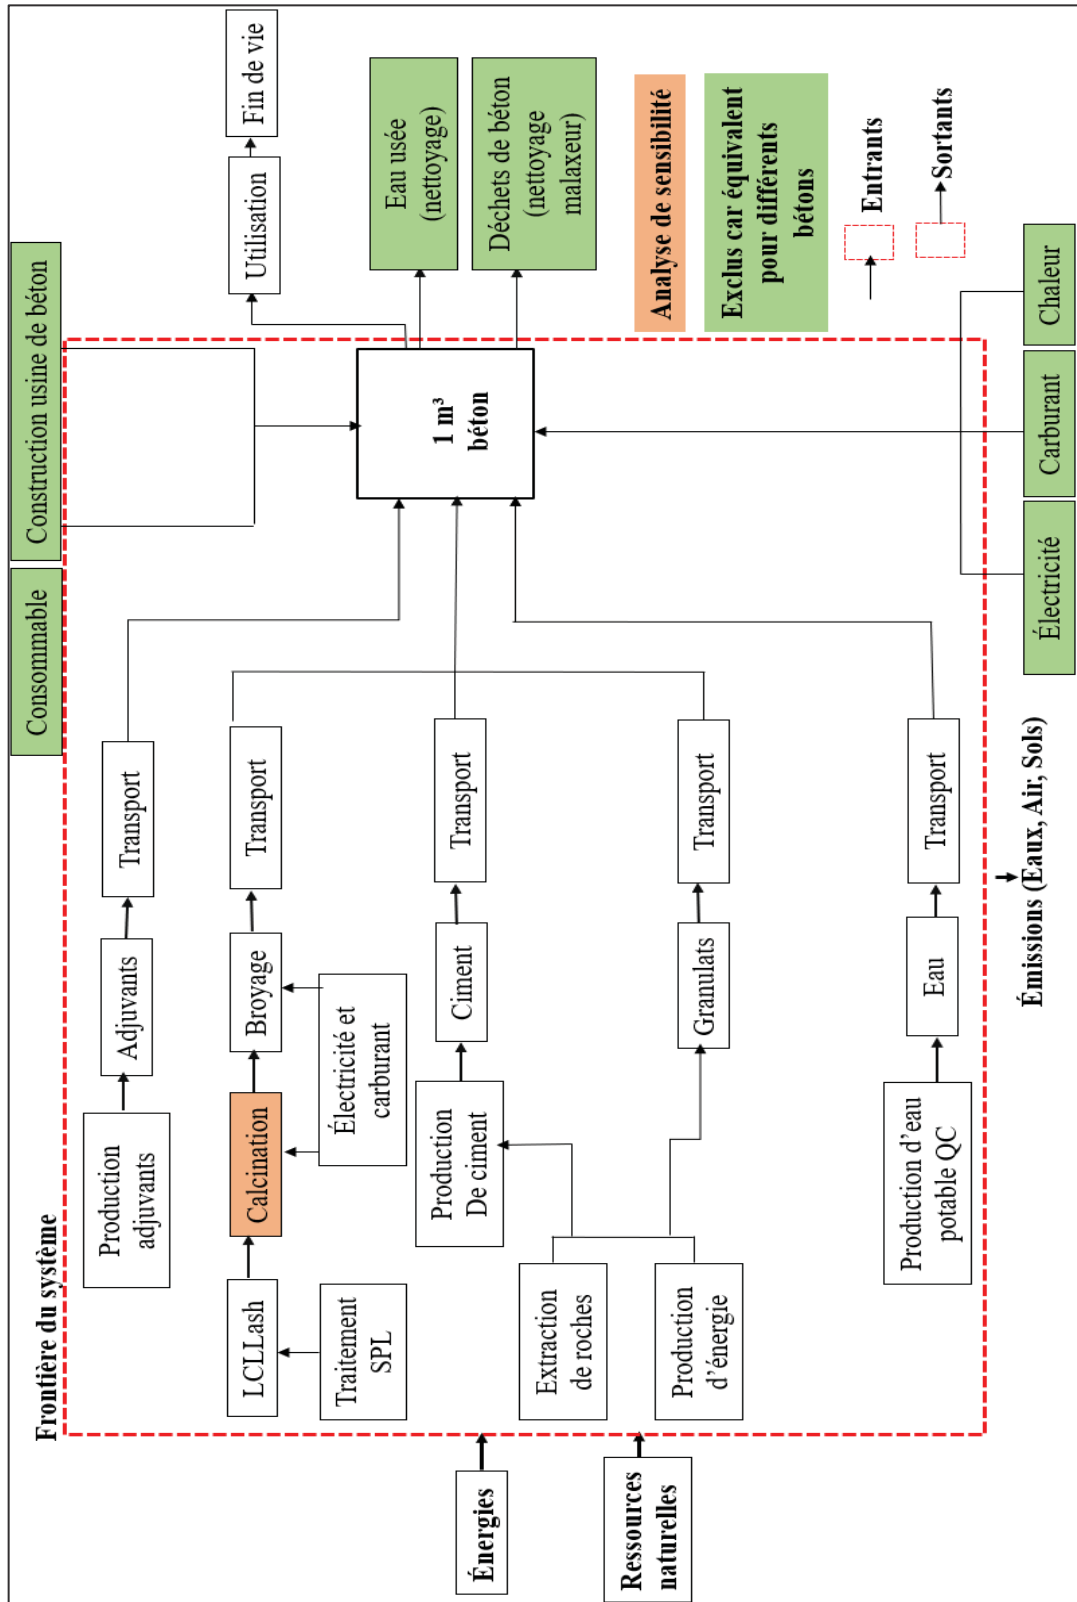 Consommable
Construction usine de béton
Frontière du système
Énergies
Ressources
naturelles
Production
adjuvants
Adjuvants
Transport
LCLLash
Calcination
Broyage
Transport
Traitement
SPL
Électricité et
carburant
Production
De ciment
Ciment
Transport
Extraction
de roches
Production
d’énergie
Granulats
Transport
Production d’eau
potable QC
Eau
Transport
1 m³
béton
Utilisation
Fin de vie
Eau usée
(nettoyage)
Déchets de béton
(nettoyage
malaxeur)
Analyse de sensibilité
Exclus car équivalent
pour différents
bétons
Entrants
Sortants
Électricité
Carburant
Chaleur
Émissions (Eaux, Air, Sols)